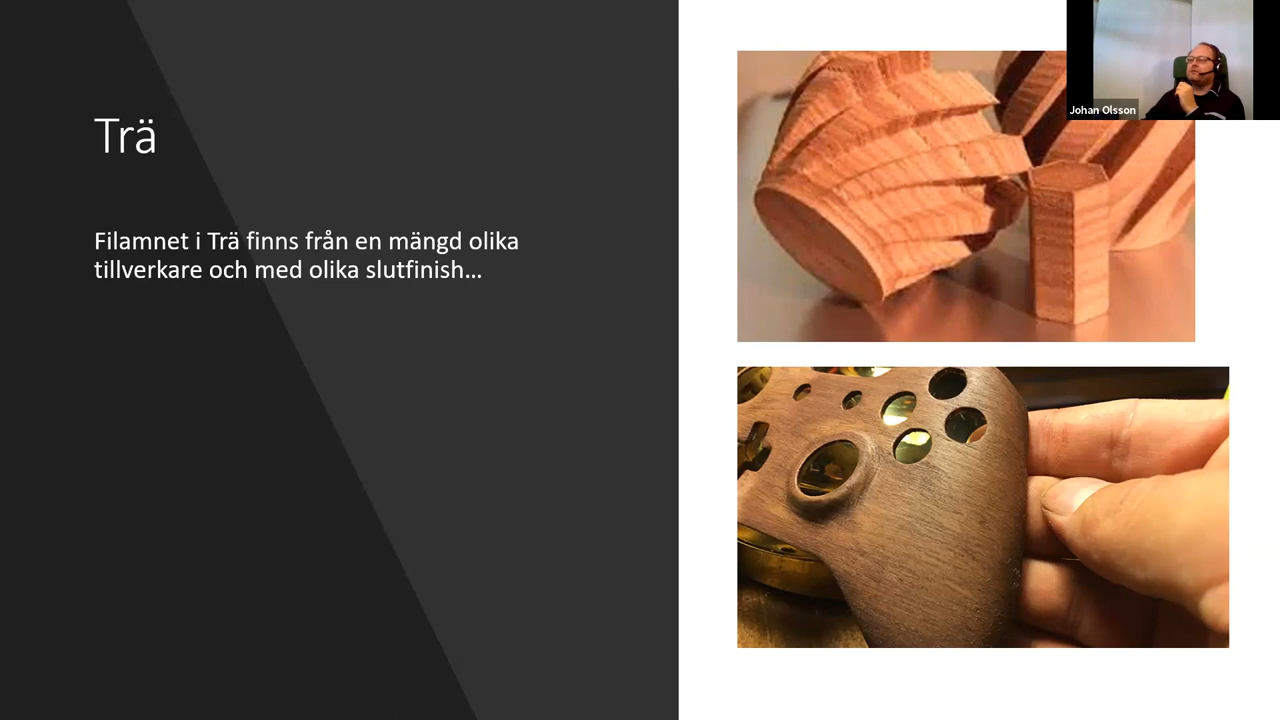 Trä
Filamnet i Trä finns från en mängd olika
tillverkare och med olika slutfinish...
Johan Olsson